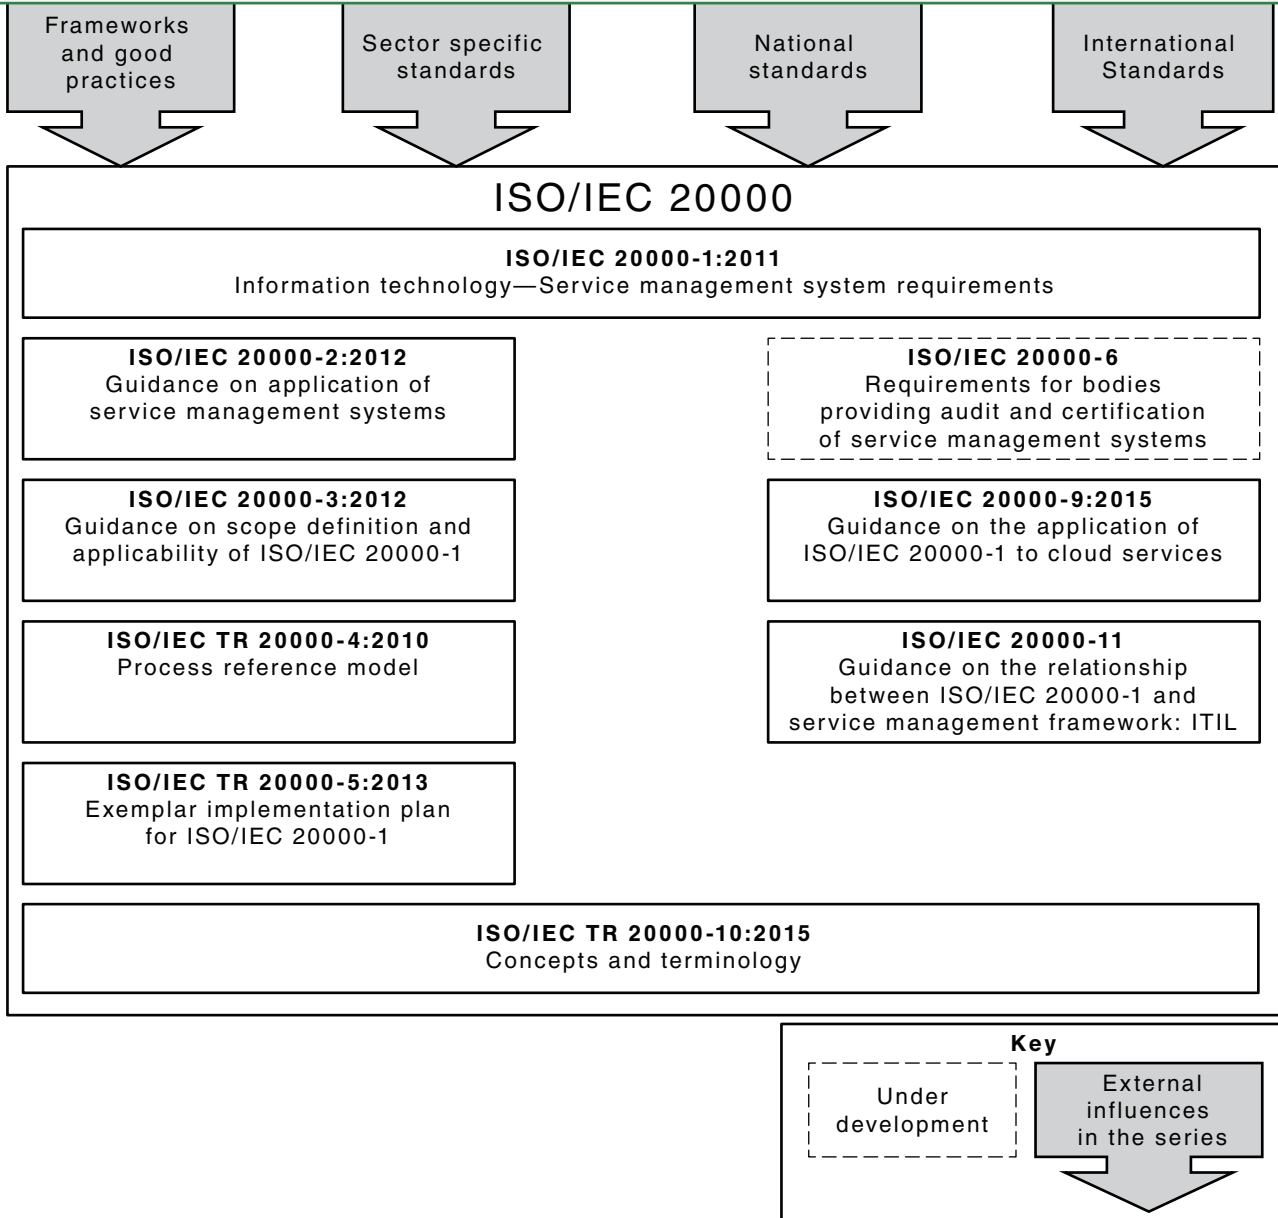 Frameworks
and good
practices
Sector specific
standards
National
standards
International
Standards
ISO/IEC 20000
ISO/IEC 20000-1:2011
Information technology—Service management system requirements
ISO/IEC 20000-2:2012
Guidance on application of
service management systems
ISO/IEC 20000-6
Requirements for bodies
providing audit and certification
of service management systems
ISO/IEC 20000-3:2012
Guidance on scope definition and
applicability of ISO/IEC 20000-1
ISO/IEC 20000-9:2015
Guidance on the application of
ISO/IEC 20000-1 to cloud services
ISO/IEC TR 20000-4:2010
Process reference model
ISO/IEC 20000-11
Guidance on the relationship
between ISO/IEC 20000-1 and
service management framework: ITIL
ISO/IEC TR 20000-5:2013
Exemplar implementation plan
for ISO/IEC 20000-1
ISO/IEC TR 20000-10:2015
Concepts and terminology
Key
Under
development
External
influences
in the series